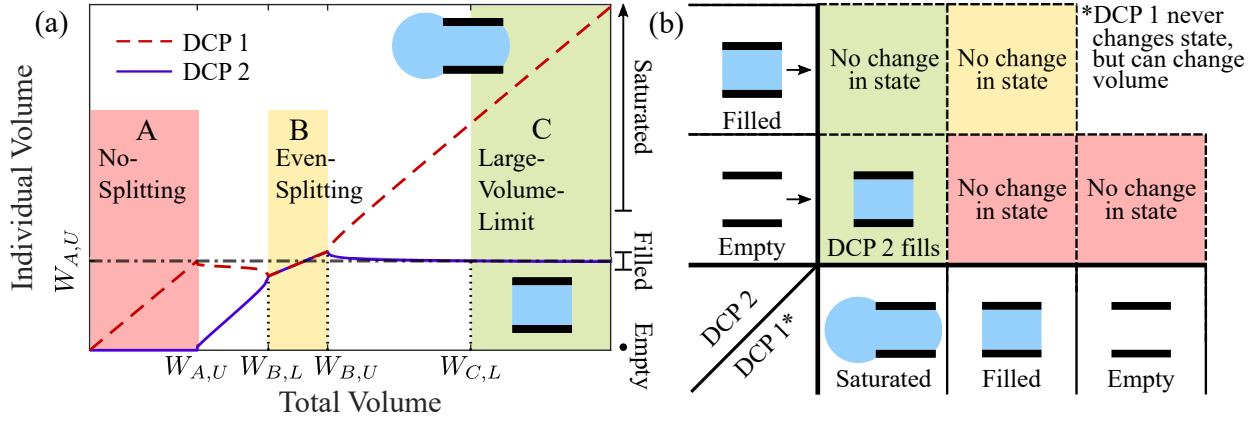 (a)
DCP 1
DCP 2
A
No-
Splitting
B
Even-
Splitting
C
Large-
Volume-
Limit
Individual Volume
W_{A,U}
W_{A,U}
W_{B,L}
W_{B,U}
W_{C,L}
Total Volume
Saturated
Filled
Empty
(b)
Filled
No change
in state
No change
in state
*DCP 1 never
changes state,
but can change
volume
Empty
DCP 2 fills
No change
in state
No change
in state
DCP 2
DCP 1*
Saturated
Filled
Empty